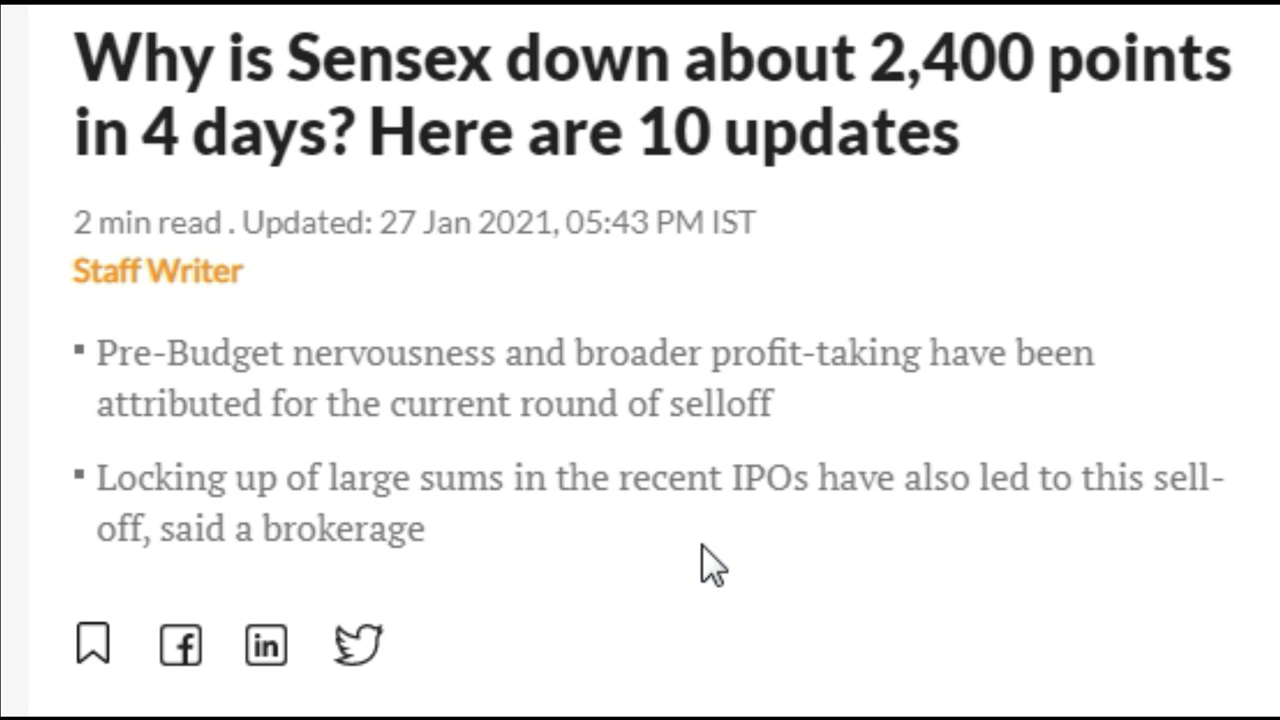 Why is Sensex down about 2,400 points
in 4 days? Here are 10 updates
2 min read . Updated: 27 Jan 2021, 05:43 PM IST
Staff Writer
▪ Pre-Budget nervousness and broader profit-taking have been
attributed for the current round of selloff
▪ Locking up of large sums in the recent IPOs have also led to this sell-
off, said a brokerage
f in